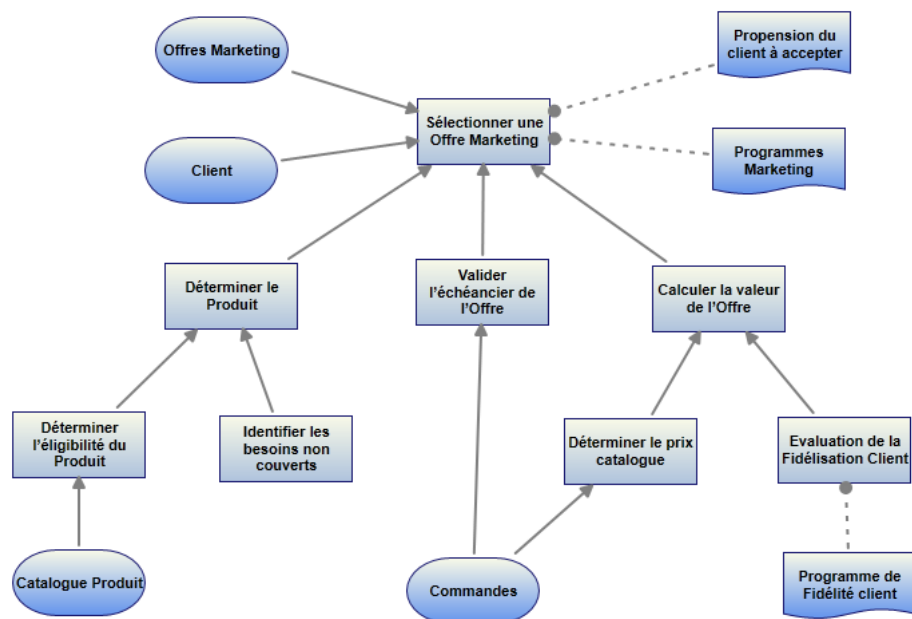 Offres Marketing
Propension du
client à accepter
Sélectionner une
Offre Marketing
Client
Programmes
Marketing
Déterminer le
Produit
Valider
l'échéancier de
l'Offre
Calculer la valeur
de l'Offre
Déterminer
l'éligibilité du
Produit
Identifier les
besoins non
couverts
Déterminer le prix
catalogue
Evaluation de la
Fidélisation Client
Catalogue Produit
Commandes
Programme de
Fidélité client